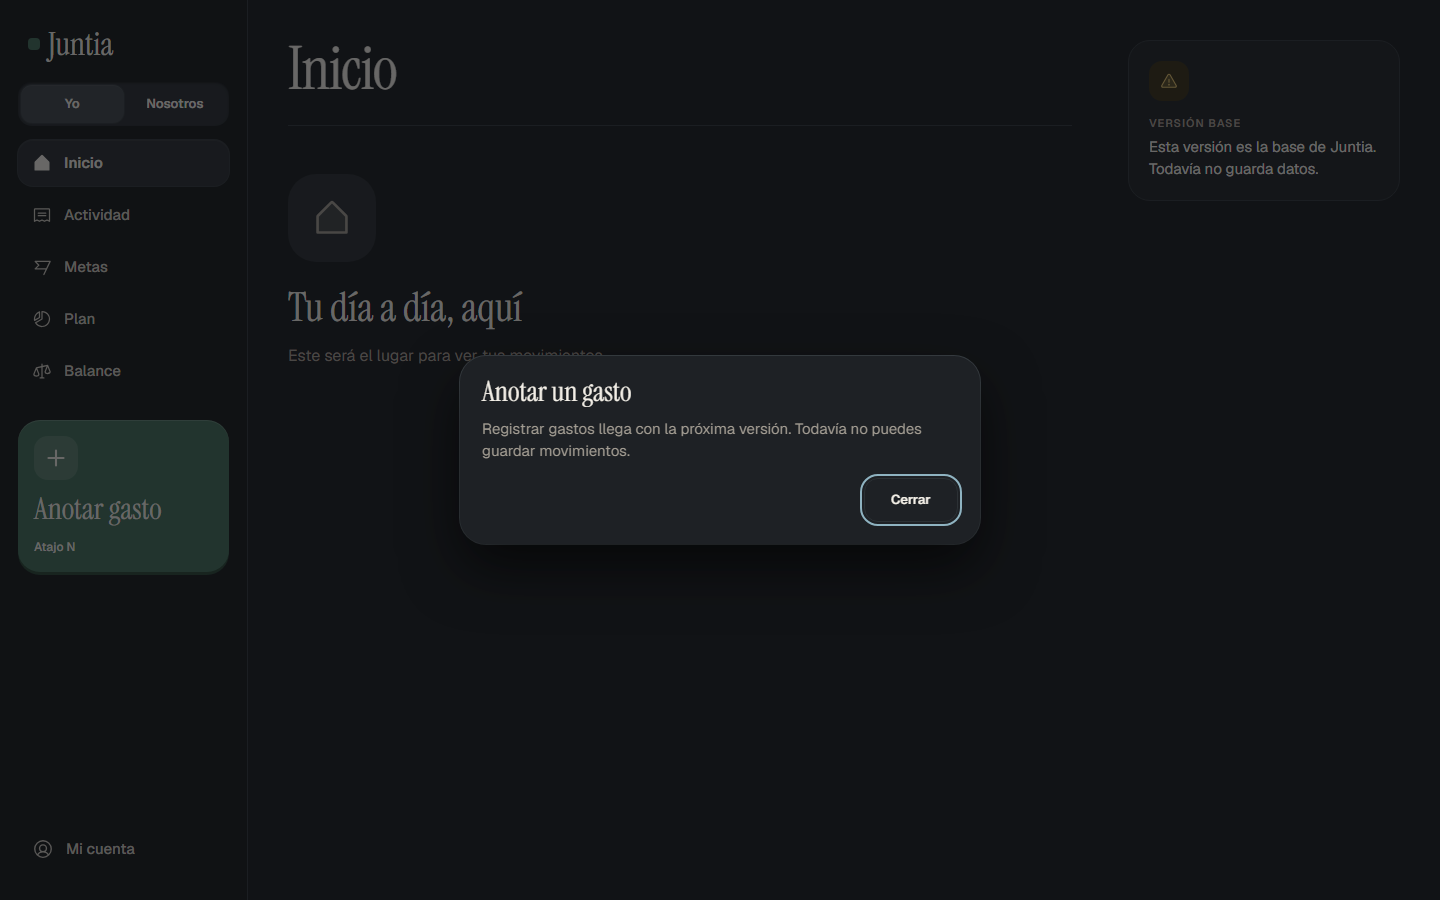 Juntia
Yo
Nosotros
Inicio
Actividad
Metas
Plan
Balance
Anotar gasto
Atajo N
Mi cuenta
Inicio
Tu día a día, aquí
Este será el lugar para ver tus movimientos.
Anotar un gasto
Registrar gastos llega con la próxima versión. Todavía no puedes
guardar movimientos.
Cerrar
VERSIÓN BASE
Esta versión es la base de Juntia.
Todavía no guarda datos.